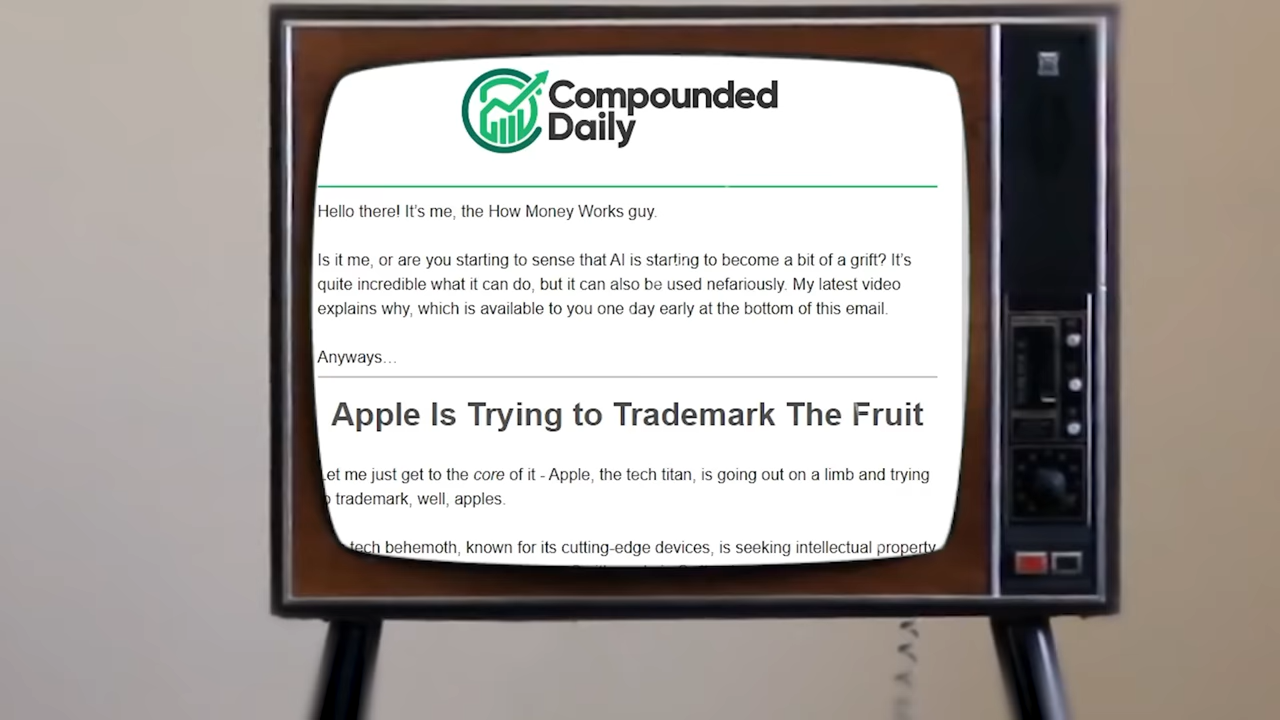 Compounded
Daily
Hello there! It's me, the How Money Works guy.
Is it me, or are you starting to sense that AI is starting to become a bit of a grift? It's
quite incredible what it can do, but it can also be used nefariously. My latest video
explains why, which is available to you one day early at the bottom of this email.
Anyways…
Apple Is Trying to Trademark The Fruit
Let me just get to the core of it - Apple, the tech titan, is going out on a limb and trying
trademark, well, apples.
tech behemoth, known for its cutting-edge devices, is seeking intellectual property